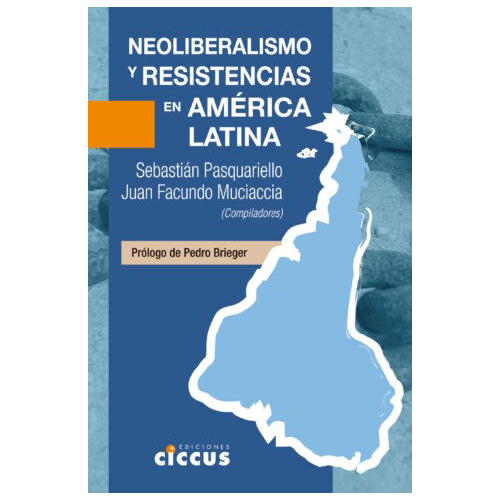 NEOLIBERALISMO
Y RESISTENCIAS
EN AMÉRICA
LATINA
Sebastián Pasquariello
Juan Facundo Muciaccia
(Compiladores)
Prólogo de Pedro Brieger
EDICIONES
CICCUS